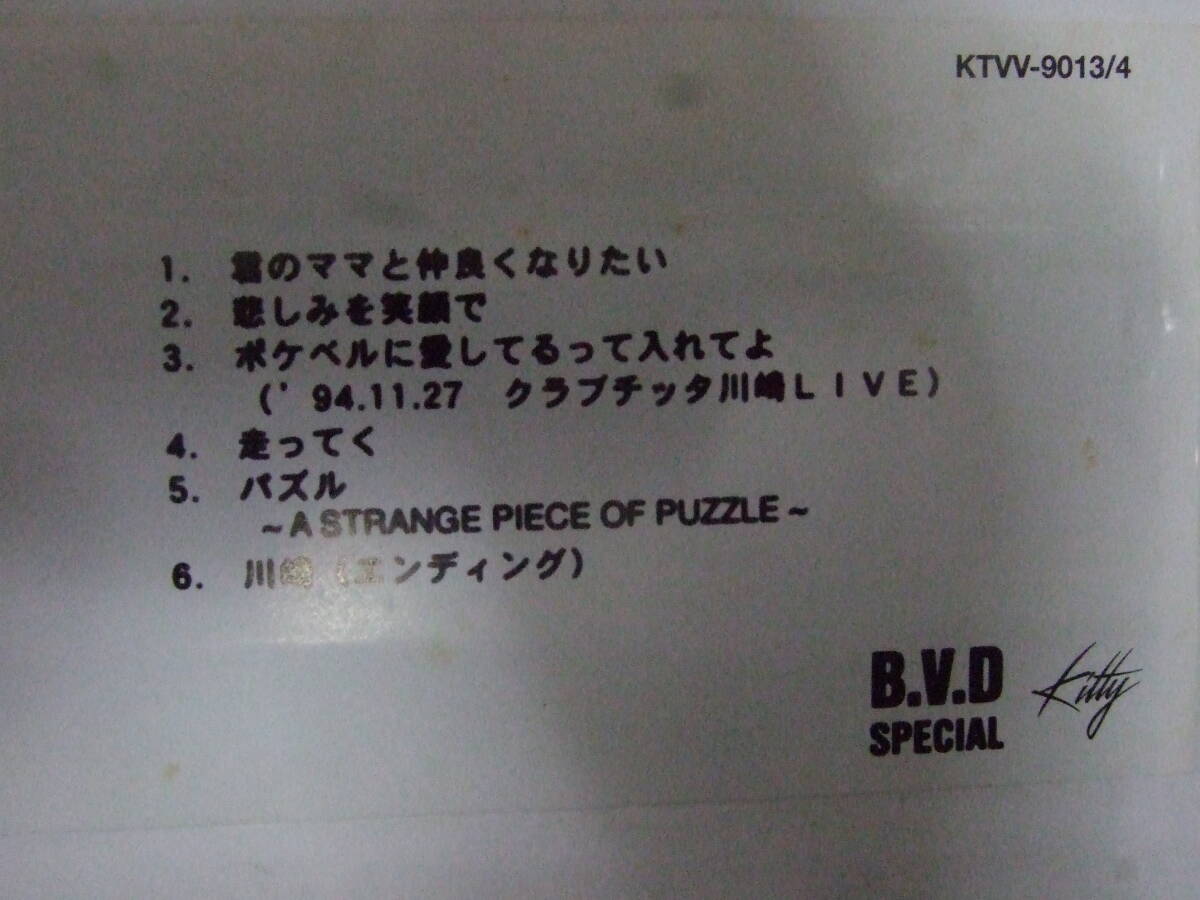 KTVV-9013/4
1. 君のママと仲良くなりたい
2. 悲しみを笑顔で
3. ポケベルに愛してるって入れてよ
('94.11.27 クラブチッタ川崎LIVE)
4. 走ってく
5. パズル
~A STRANGE PIECE OF PUZZLE~
6. 川崎(エンディング)
B.V.D
SPECIAL
Kitty